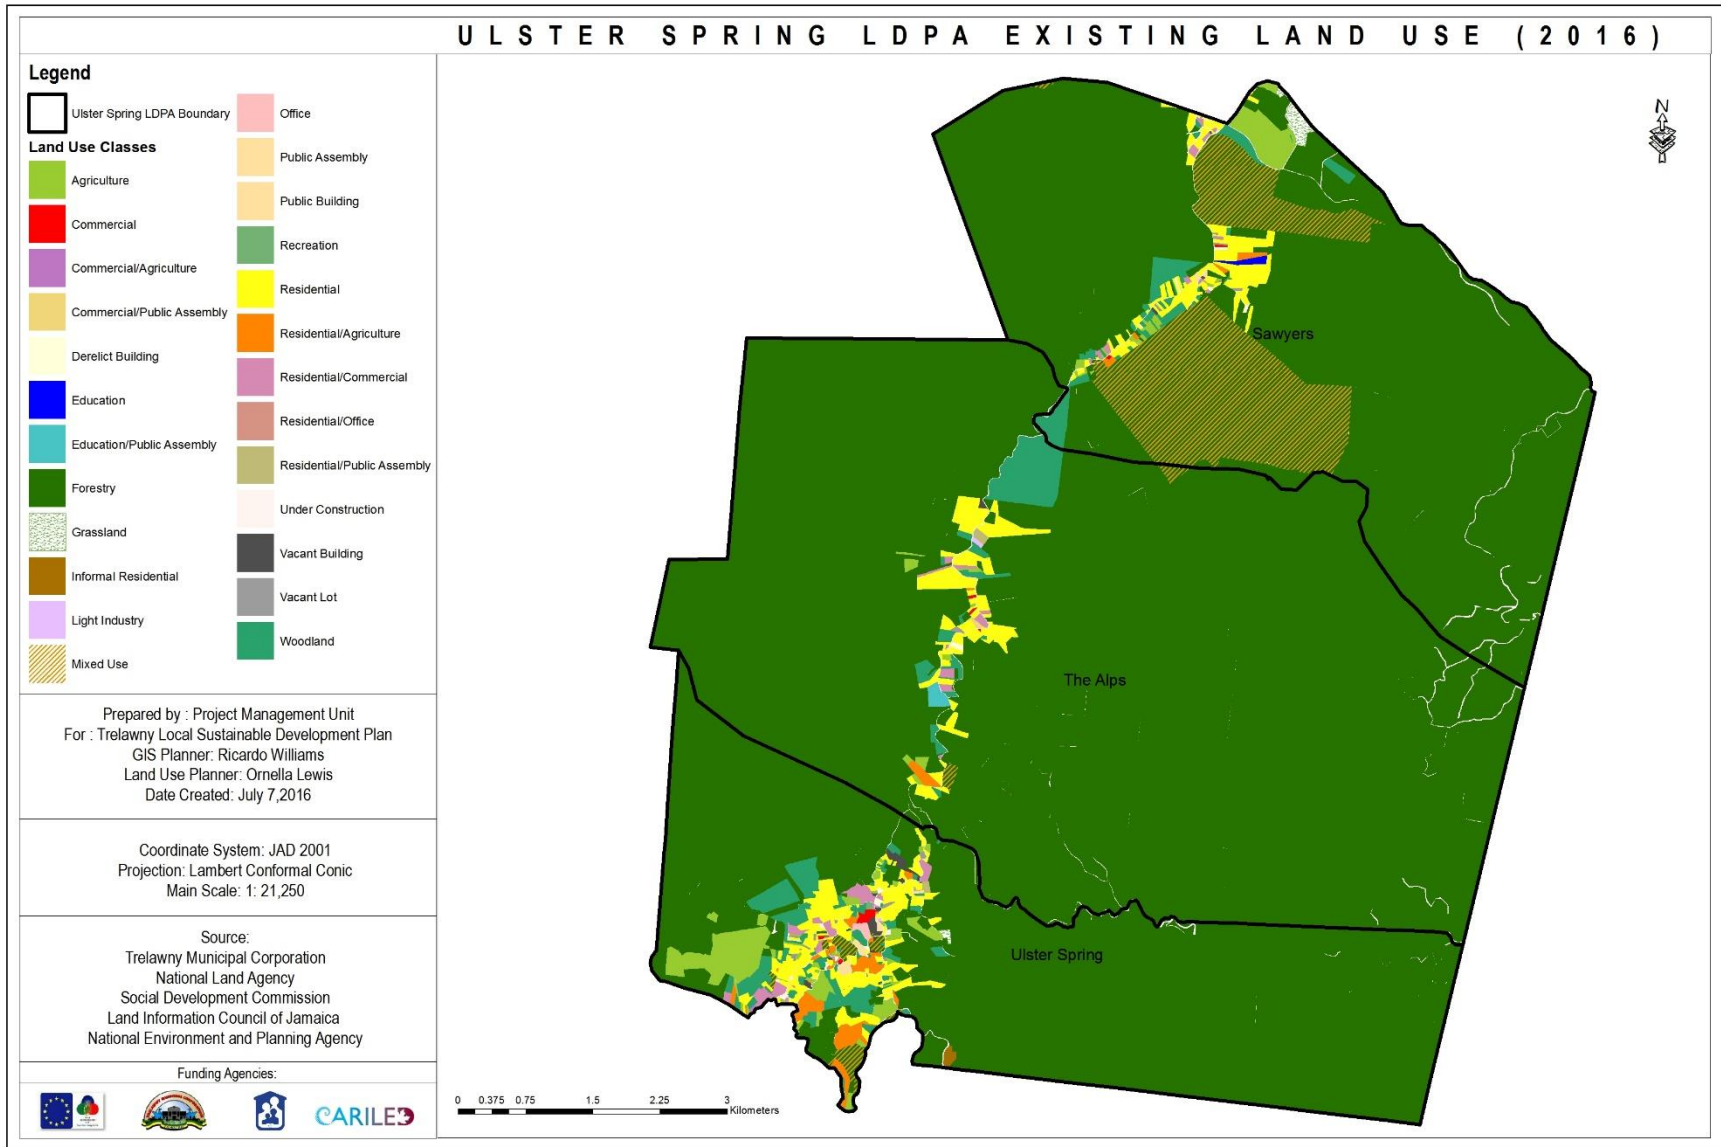 ULSTER SPRING LDPA EXISTING LAND USE (2016)
Legend
Ulster Spring LDPA Boundary
Land Use Classes
Agriculture
Commercial
Commercial/Agriculture
Commercial/Public Assembly
Derelict Building
Education
Education/Public Assembly
Forestry
Grassland
Informal Residential
Light Industry
Mixed Use
Office
Public Assembly
Public Building
Recreation
Residential
Residential/Agriculture
Residential/Commercial
Residential/Office
Residential/Public Assembly
Under Construction
Vacant Building
Vacant Lot
Woodland
Prepared by : Project Management Unit
For : Trelawny Local Sustainable Development Plan
GIS Planner: Ricardo Williams
Land Use Planner: Ornella Lewis
Date Created: July 7,2016
Coordinate System: JAD 2001
Projection: Lambert Conformal Conic
Main Scale: 1: 21,250
Source:
Trelawny Municipal Corporation
National Land Agency
Social Development Commission
Land Information Council of Jamaica
National Environment and Planning Agency
Funding Agencies:
CARILED
N
Sawyers
The Alps
Ulster Spring
0 0.375 0.75 1.5 2.25 3
Kilometers